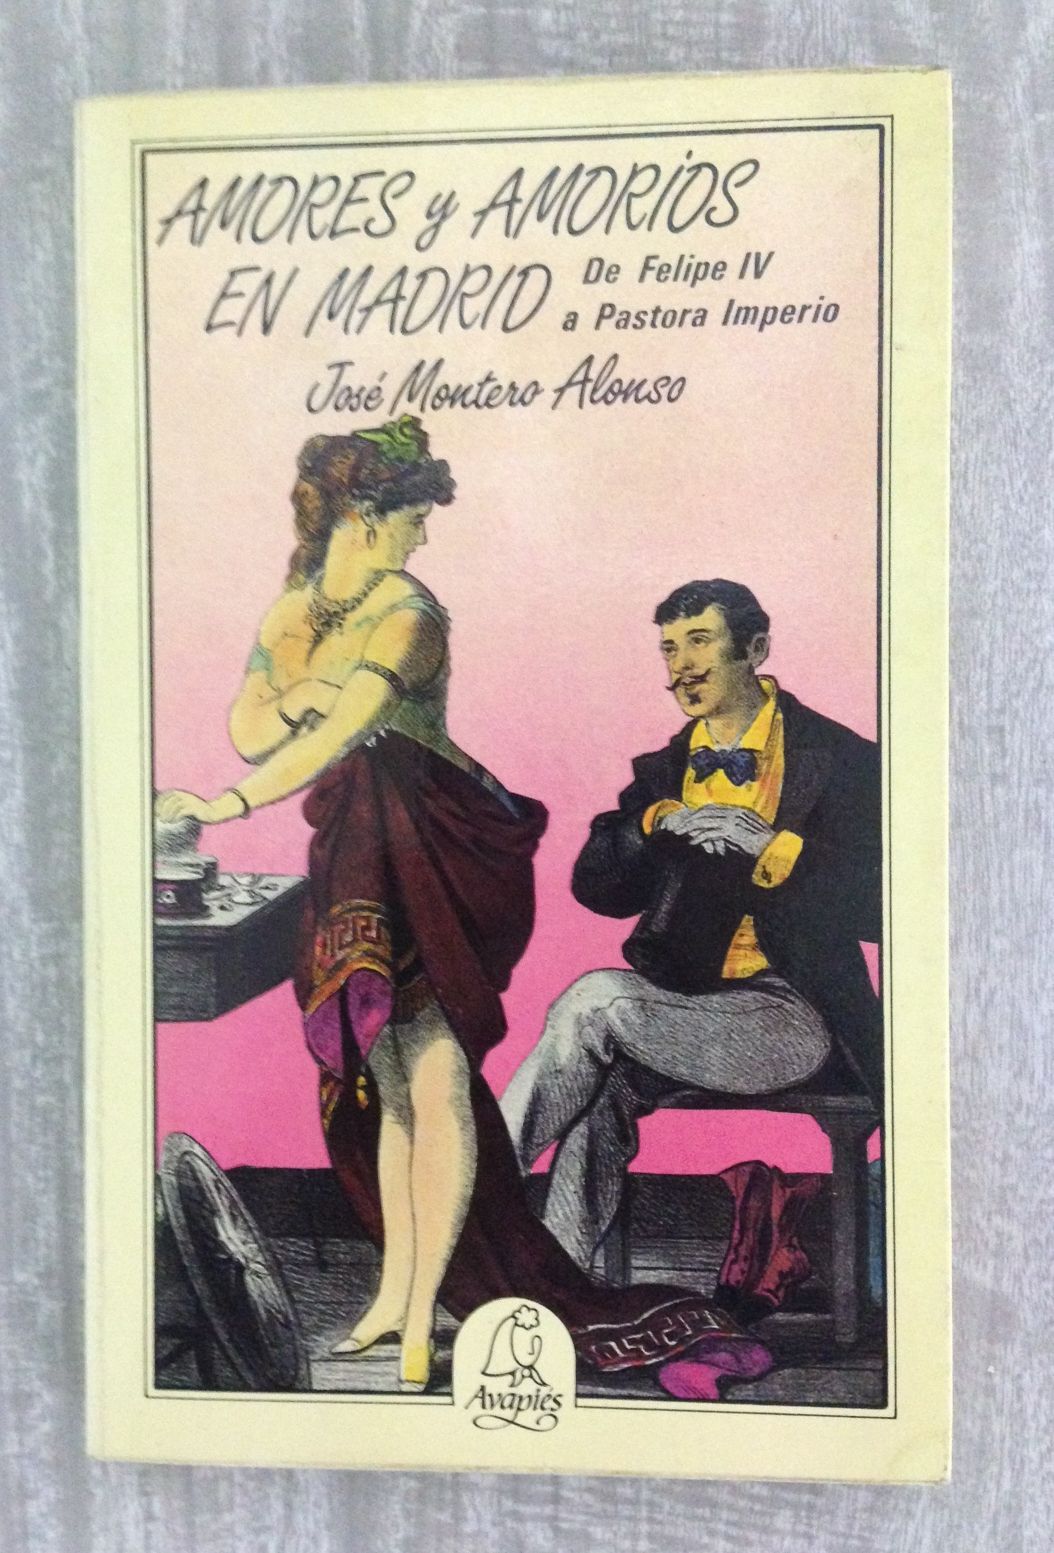 AMORES y AMORIOS
EN MADRID
De Felipe IV
a Pastora Imperio
José Montero Alonso
Avapiés